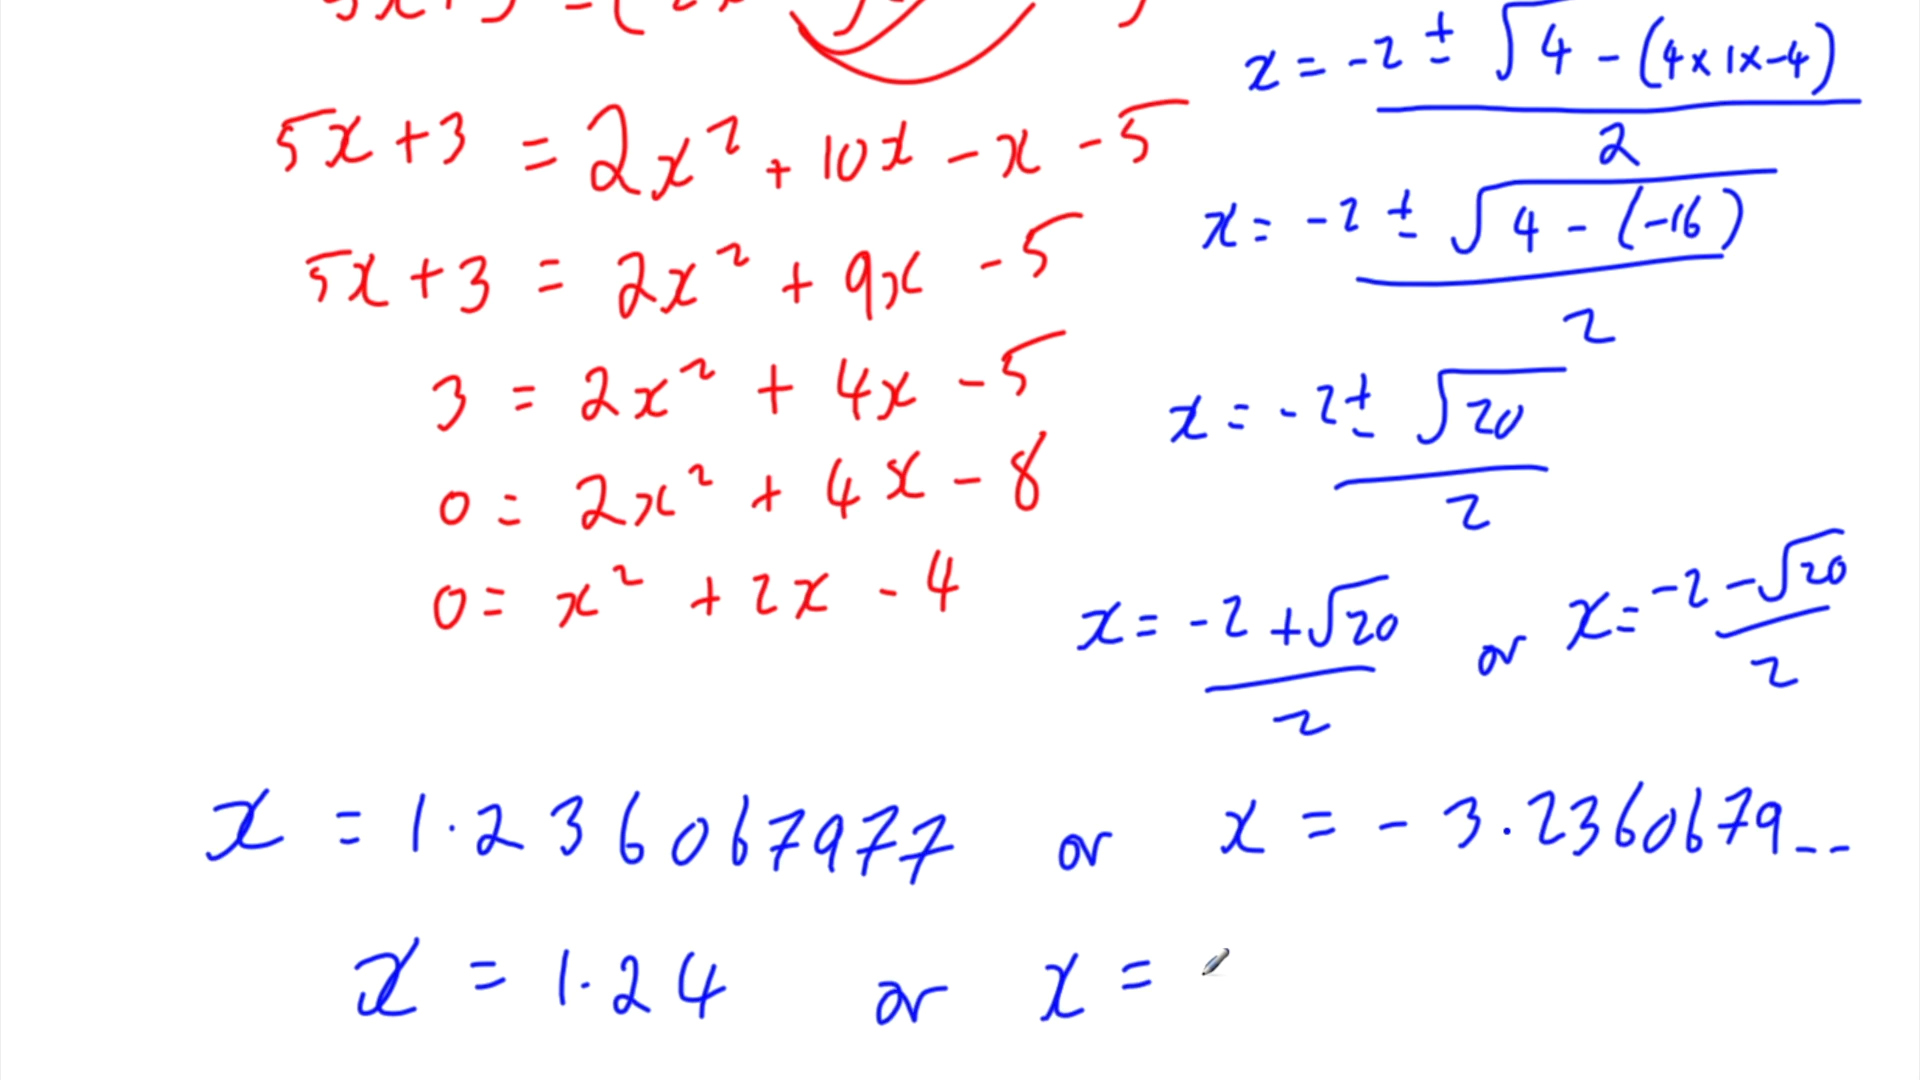 5x + 3 = 2x² + 10x - x - 5
5x + 3 = 2x² + 9x - 5
3 = 2x² + 4x - 5
0 = 2x² + 4x - 8
0 = x² + 2x - 4
x = -2 ± √4 - (4x1x-4)
2
x = -2 ± √4 - (-16)
2
x = -2 ± √20
2
x = -2 + √20 or x = -2 - √20
2 2
x = 1.236067977 or x = -3.2360679--
x = 1.24 or x =